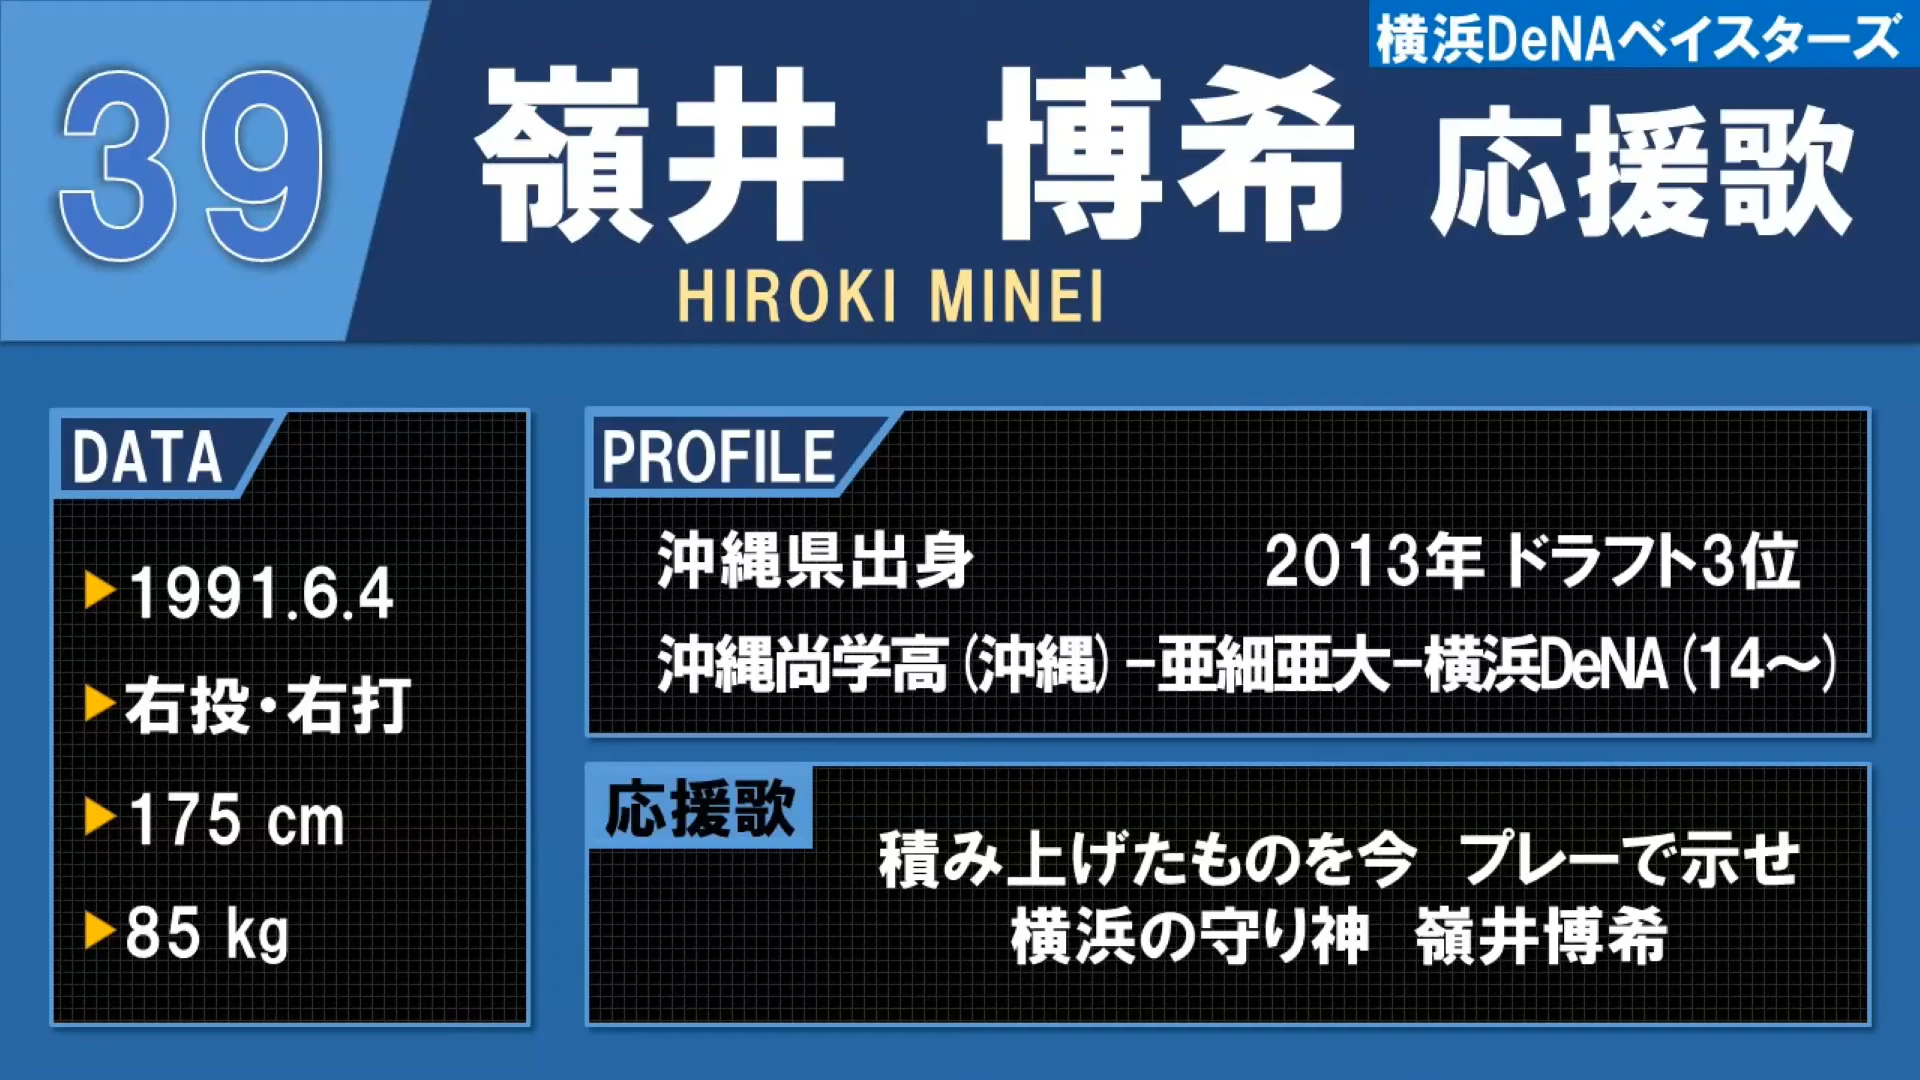 横浜DeNAベイスターズ
39
嶺井　博希 応援歌
HIROKI MINEI
DATA
▶1991.6.4
▶右投・右打
▶175 cm
▶85 kg
PROFILE
沖縄県出身　2013年 ドラフト3位
沖縄尚学高(沖縄)-亜細亜大-横浜DeNA(14～)
応援歌
積み上げたものを今　プレーで示せ
横浜の守り神　嶺井博希